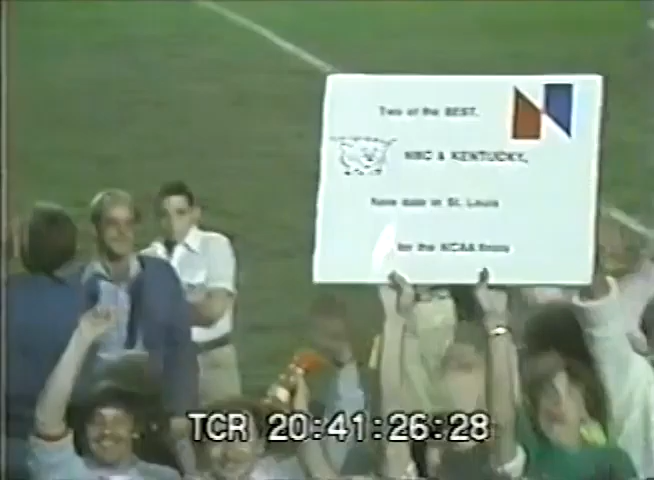 Two of the BEST,
NBC & KENTUCKY,
have date in St. Louis
for the NCAA finals
TCR 20:41:26:28